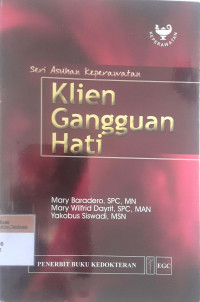 KEPERAWATAN
Seri Asuhan Keperawatan
Klien
Gangguan
Hati
Mary Baradero, SPC, MN
Mary Wilfrid Dayrit, SPC, MAN
Yakobus Siswadi, MSN
PENERBIT BUKU KEDOKTERAN
EGC